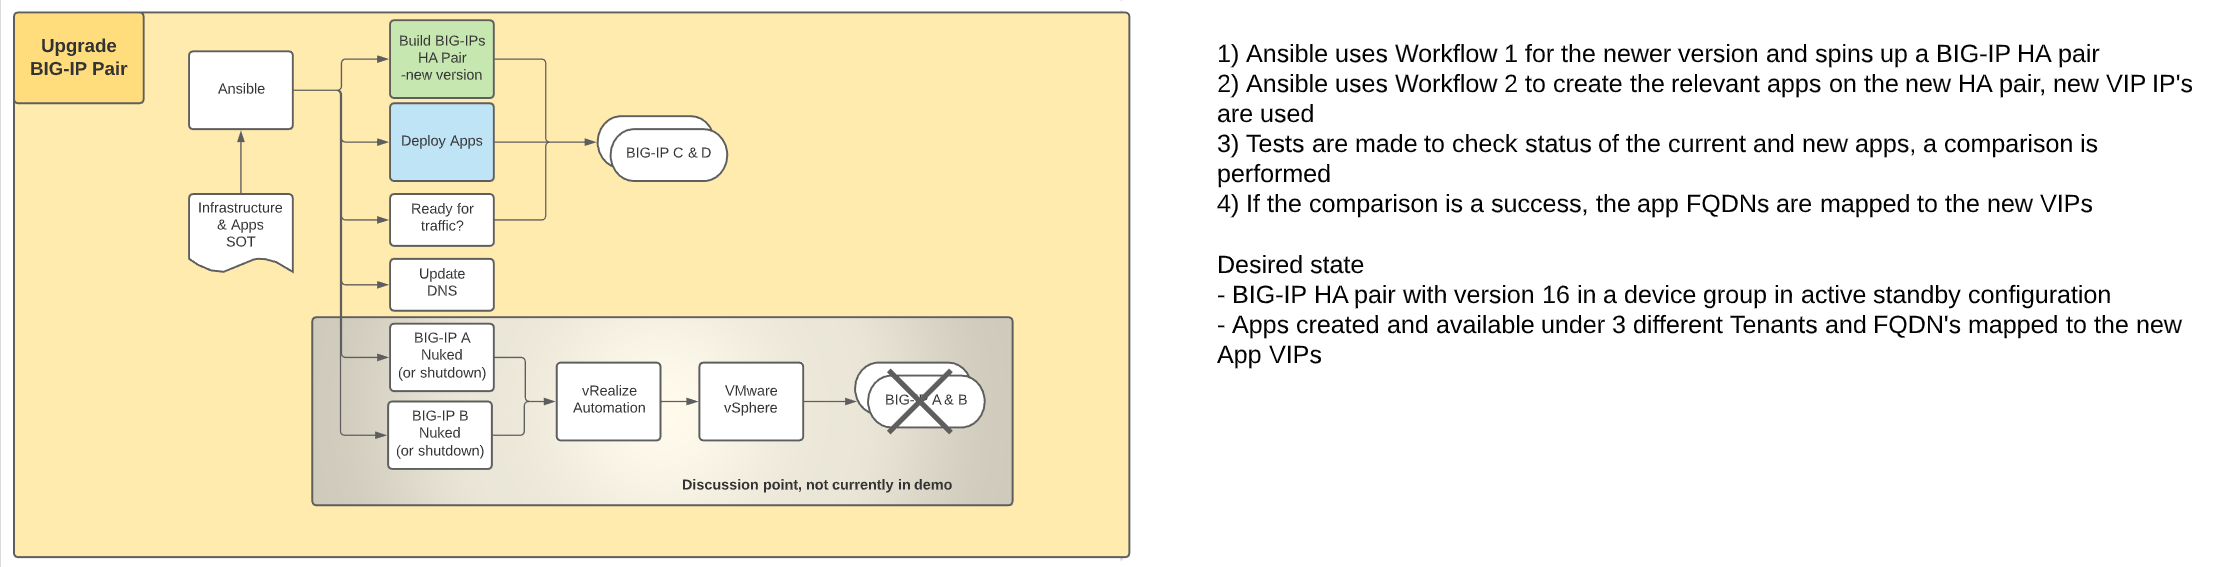 Upgrade
BIG-IP Pair
Ansible
Infrastructure
& Apps
SOT
Build BIG-IPs
HA Pair
-new version
Deploy Apps
BIG-IP C & D
Ready for
traffic?
Update
DNS
BIG-IP A
Nuked
(or shutdown)
BIG-IP B
Nuked
(or shutdown)
vRealize
Automation
VMware
vSphere
BIG-IP A & B
Discussion point, not currently in demo
1) Ansible uses Workflow 1 for the newer version and spins up a BIG-IP HA pair
2) Ansible uses Workflow 2 to create the relevant apps on the new HA pair, new VIP IP's
are used
3) Tests are made to check status of the current and new apps, a comparison is
performed
4) If the comparison is a success, the app FQDNs are mapped to the new VIPs
Desired state
- BIG-IP HA pair with version 16 in a device group in active standby configuration
- Apps created and available under 3 different Tenants and FQDN's mapped to the new
App VIPs